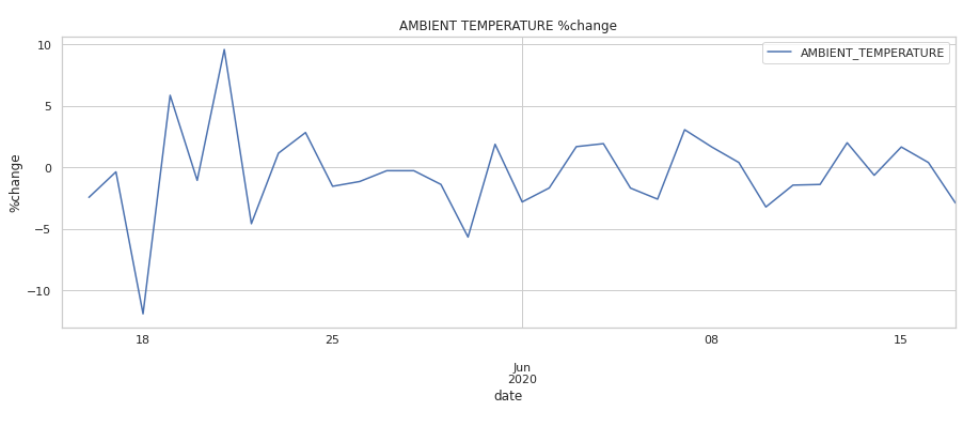 AMBIENT TEMPERATURE %change
AMBIENT_TEMPERATURE
10
5
0
−5
−10
%change
18
25
Jun
2020
08
15
date